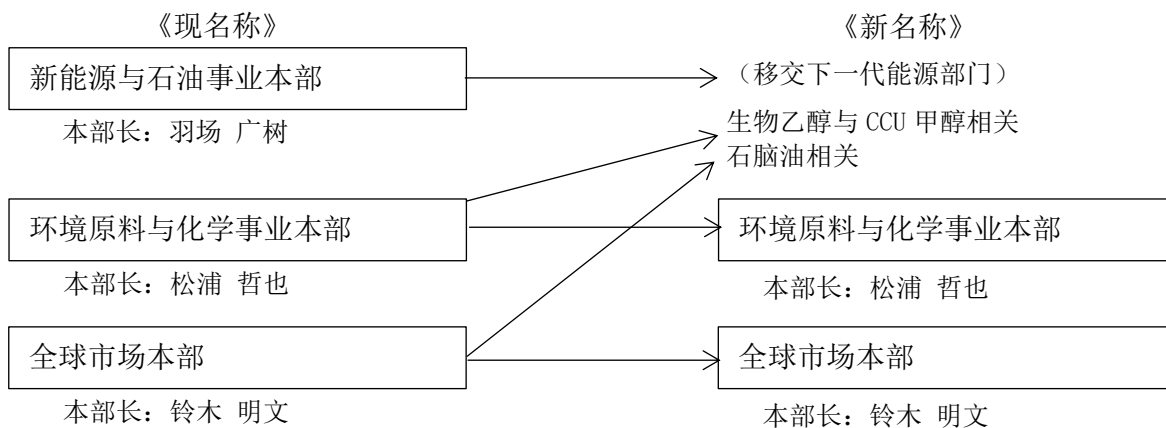 《现名称》
《新名称》
新能源与石油事业本部
（移交下一代能源部门）
本部长：羽场 广树
生物乙醇与 CCU 甲醇相关
石脑油相关
环境原料与化学事业本部
环境原料与化学事业本部
本部长：松浦 哲也
本部长：松浦 哲也
全球市场本部
全球市场本部
本部长：铃木 明文
本部长：铃木 明文